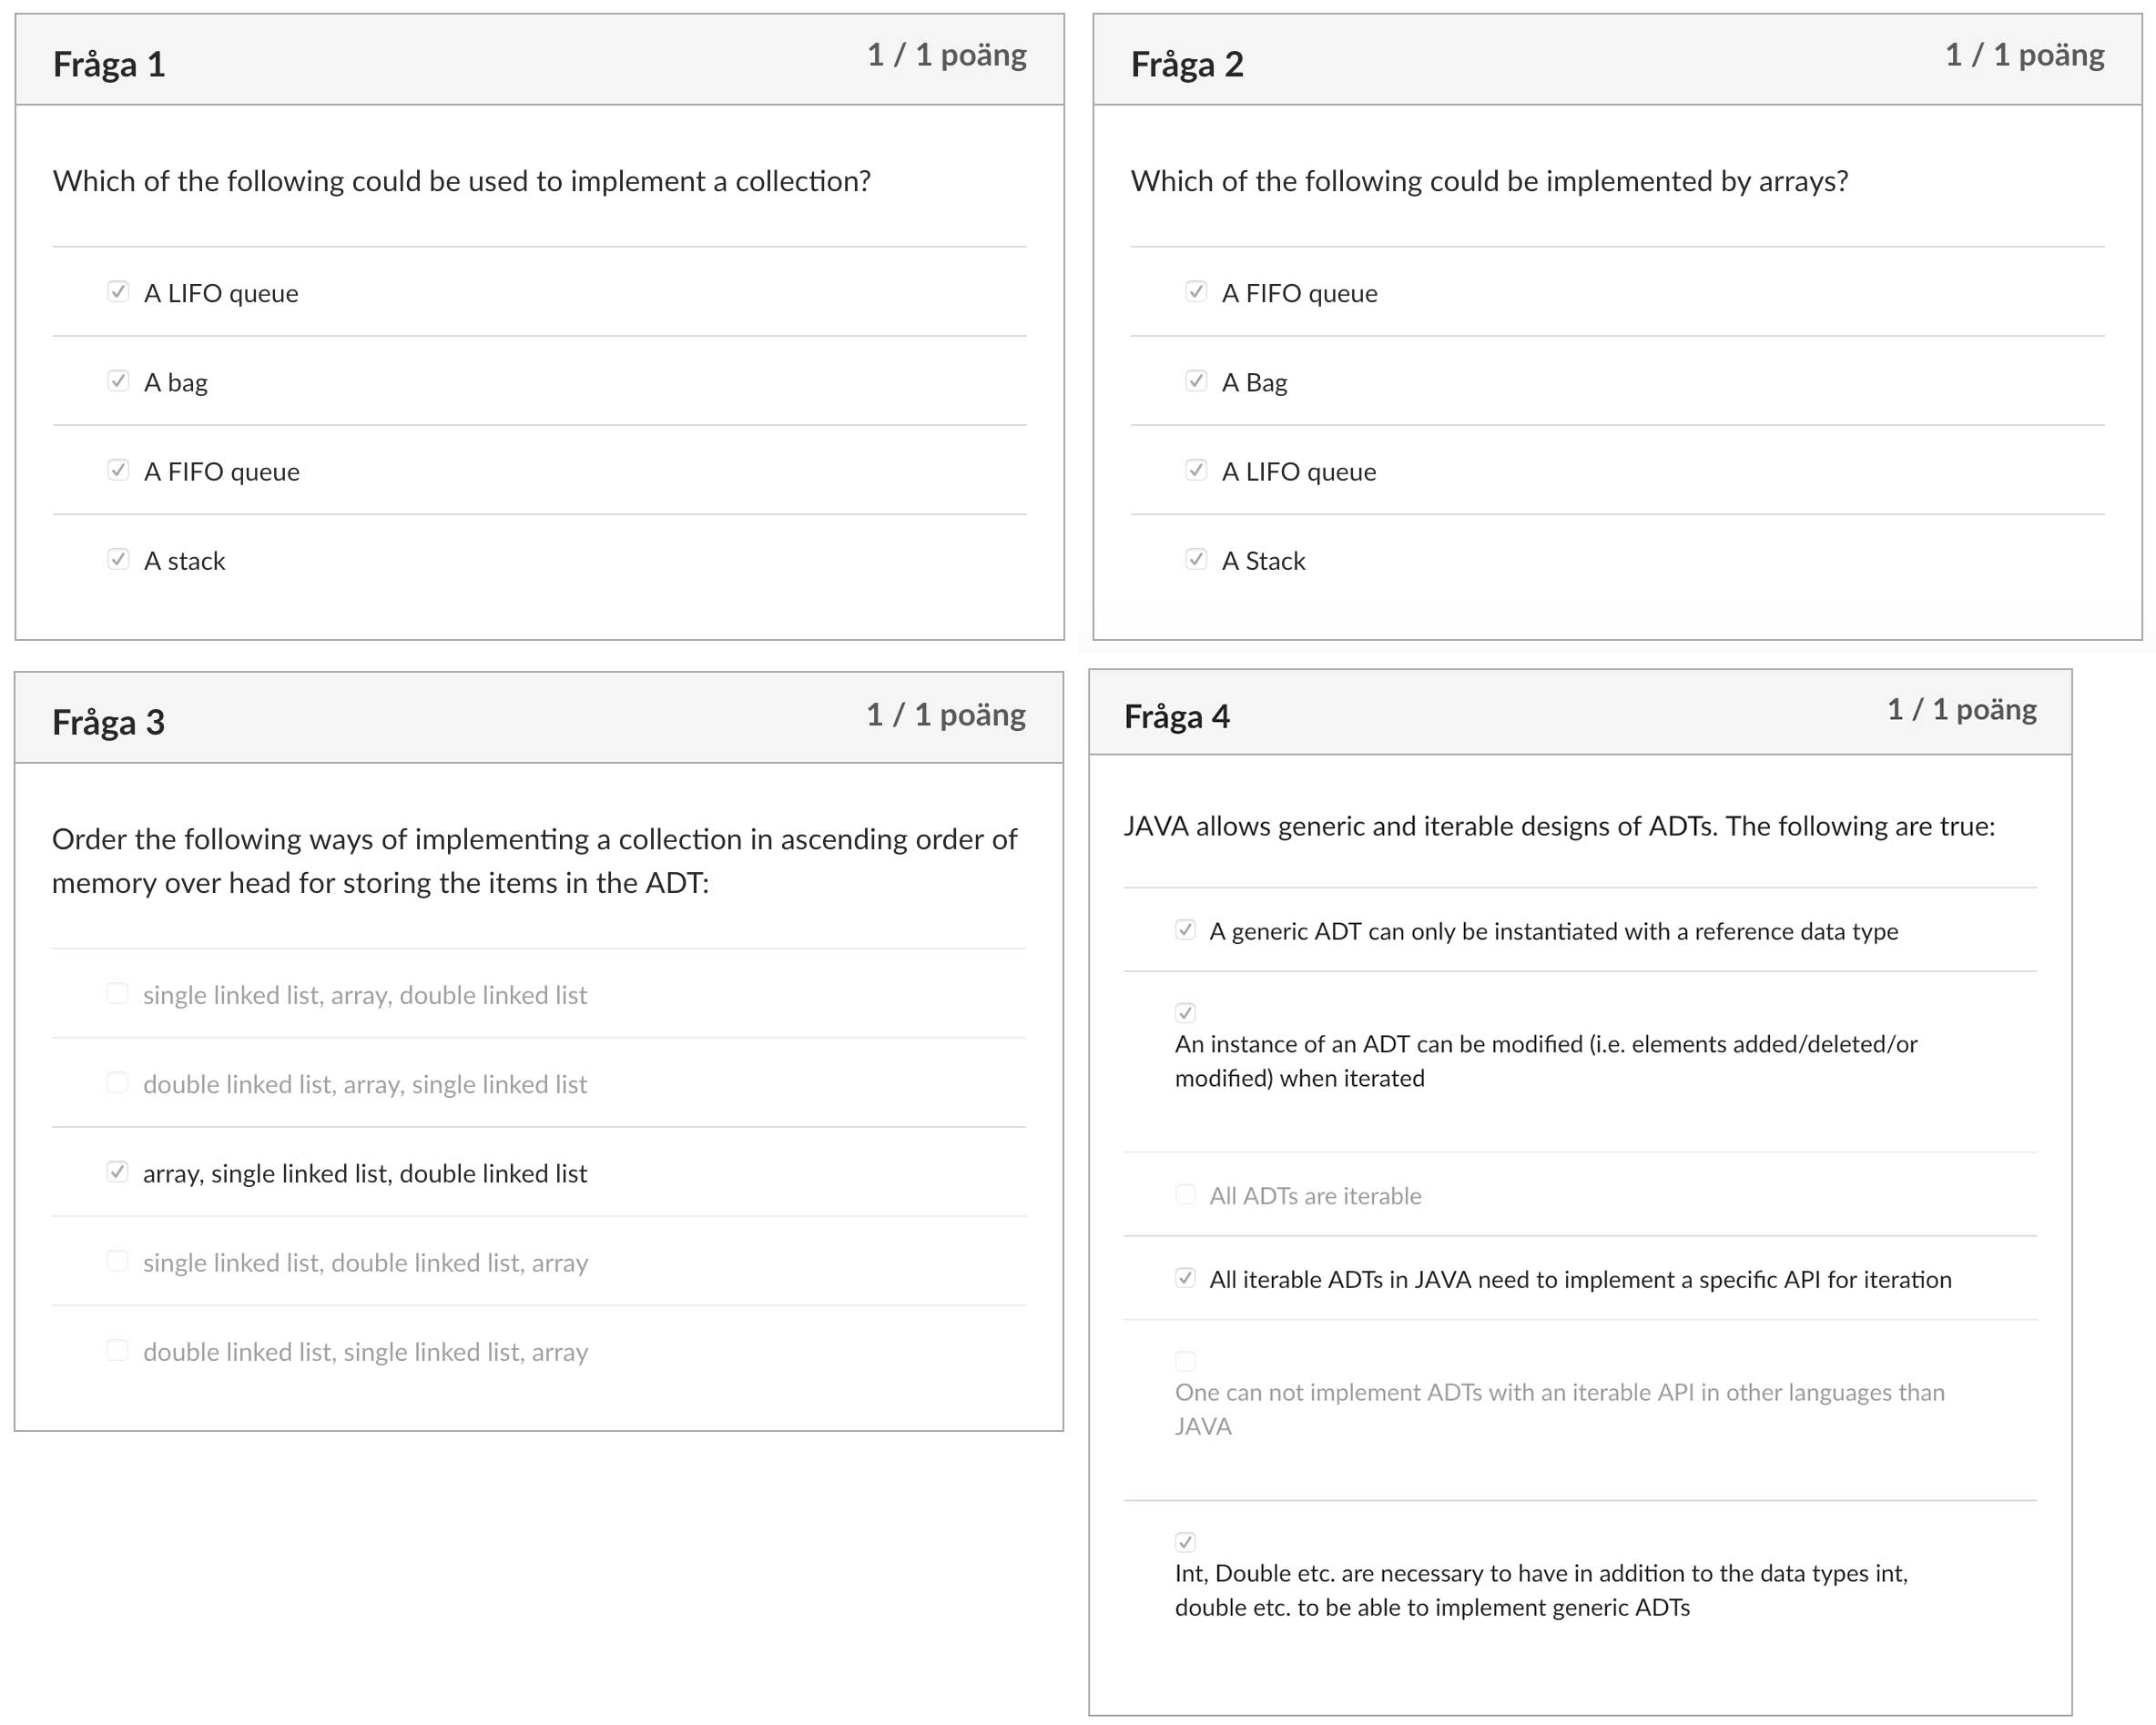 Fråga 1
1 / 1 poäng
Which of the following could be used to implement a collection?
A LIFO queue
A bag
A FIFO queue
A stack
Fråga 2
1 / 1 poäng
Which of the following could be implemented by arrays?
A FIFO queue
A Bag
A LIFO queue
A Stack
Fråga 3
1 / 1 poäng
Order the following ways of implementing a collection in ascending order of
memory over head for storing the items in the ADT:
single linked list, array, double linked list
double linked list, array, single linked list
array, single linked list, double linked list
single linked list, double linked list, array
double linked list, single linked list, array
Fråga 4
1 / 1 poäng
JAVA allows generic and iterable designs of ADTs. The following are true:
A generic ADT can only be instantiated with a reference data type
An instance of an ADT can be modified (i.e. elements added/deleted/or
modified) when iterated
All ADTs are iterable
All iterable ADTs in JAVA need to implement a specific API for iteration
One can not implement ADTs with an iterable API in other languages than
JAVA
Int, Double etc. are necessary to have in addition to the data types int,
double etc. to be able to implement generic ADTs